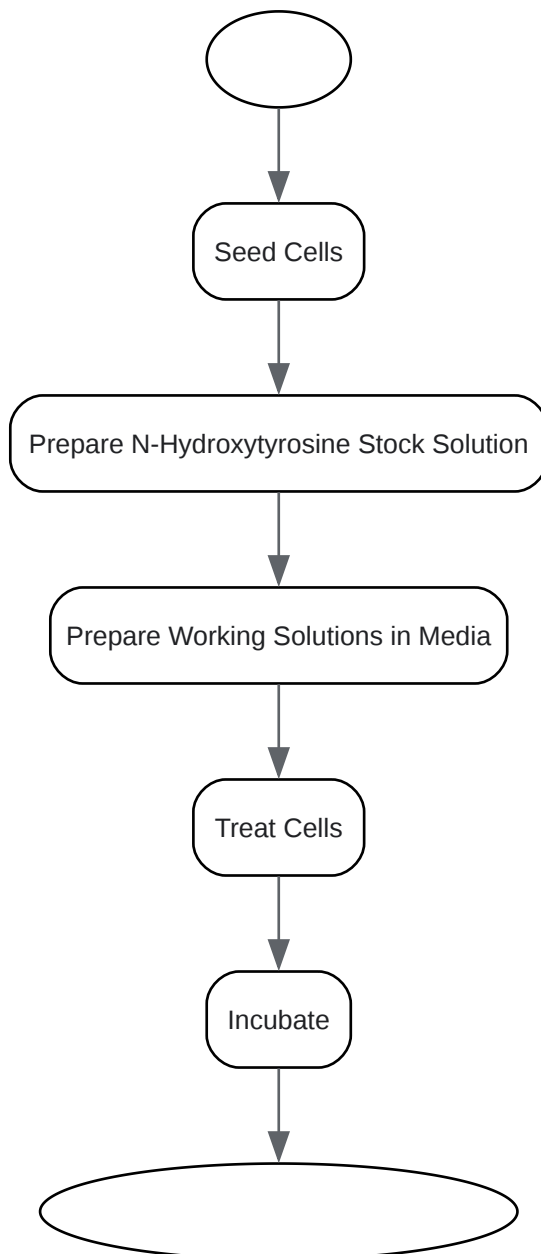 Seed Cells
Prepare N-Hydroxytyrosine Stock Solution
Prepare Working Solutions in Media
Treat Cells
Incubate